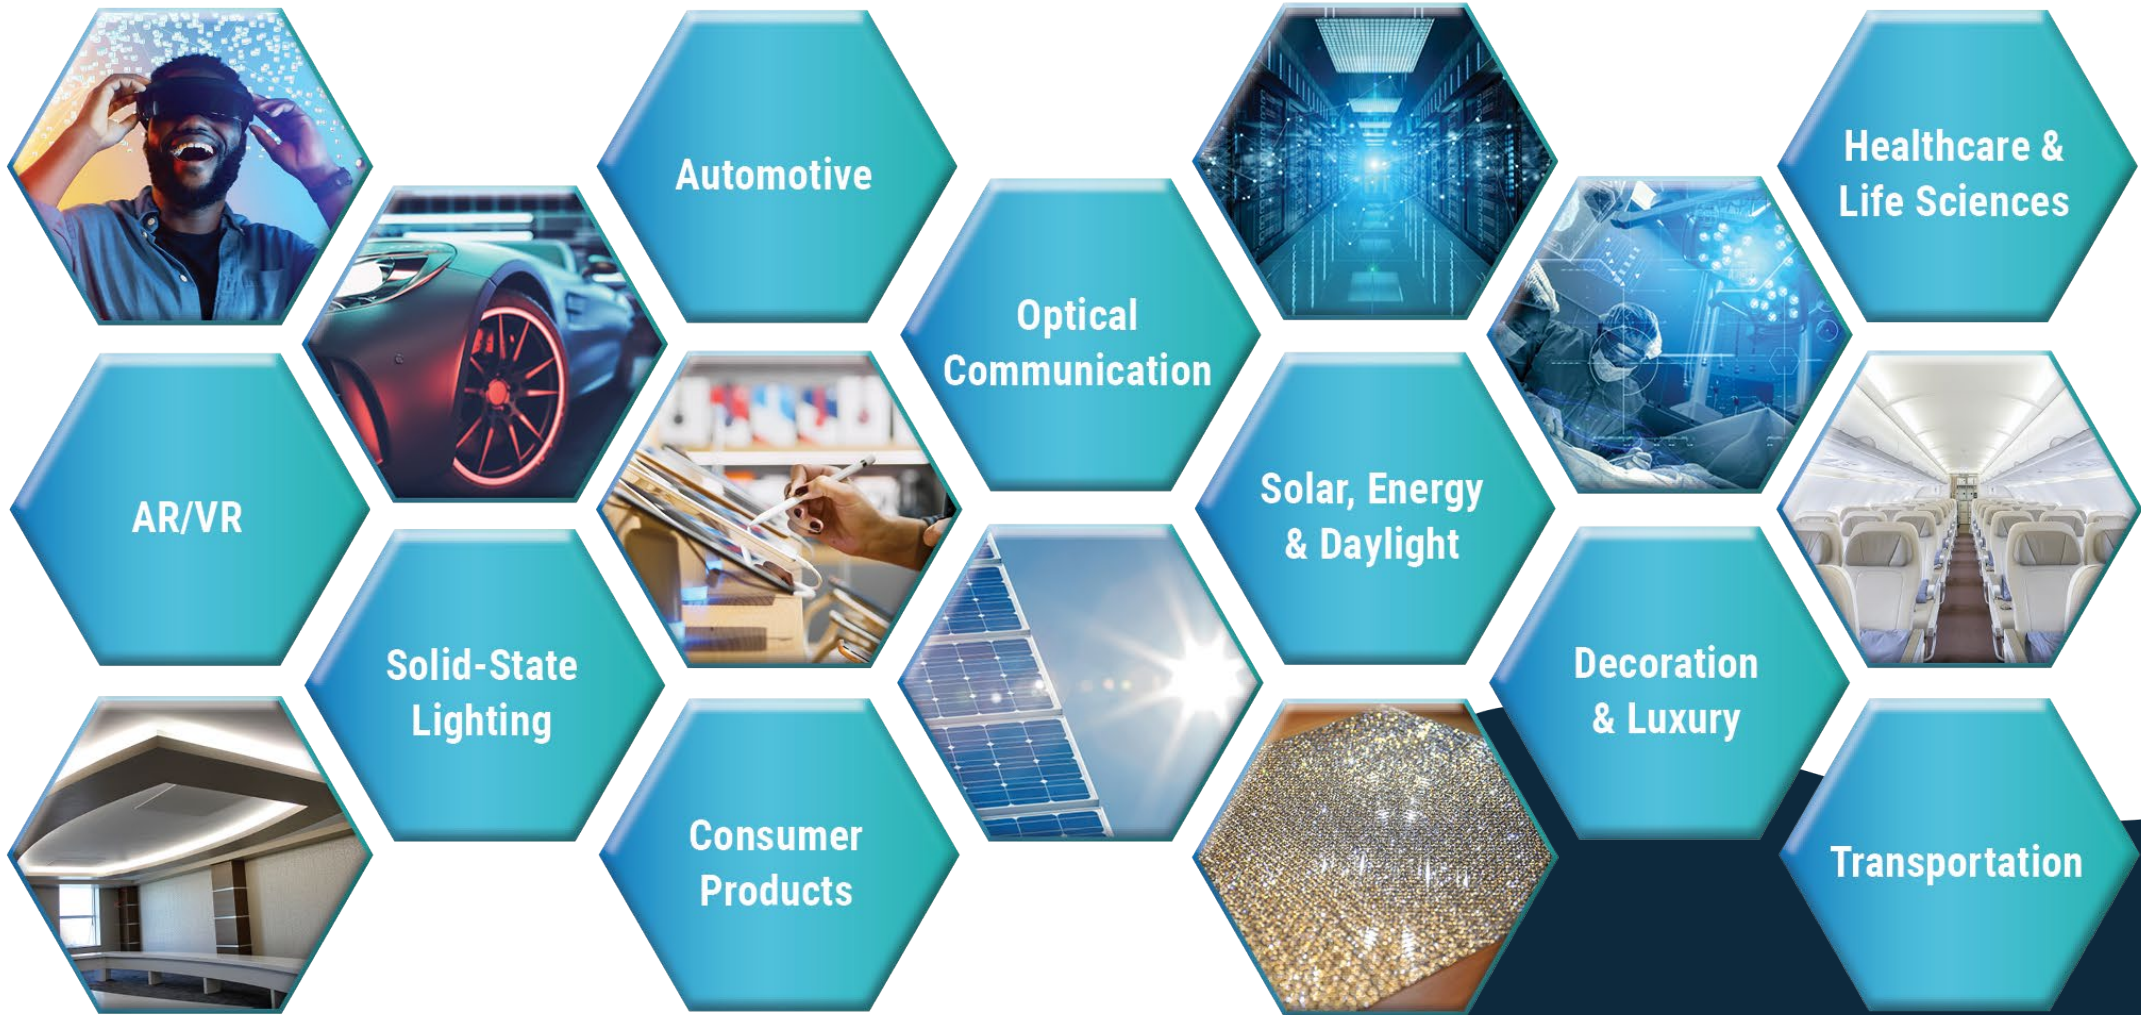 Automotive
Healthcare &
Life Sciences
Optical
Communication
AR/VR
Solar, Energy
& Daylight
Solid-State
Lighting
Decoration
& Luxury
Consumer
Products
Transportation